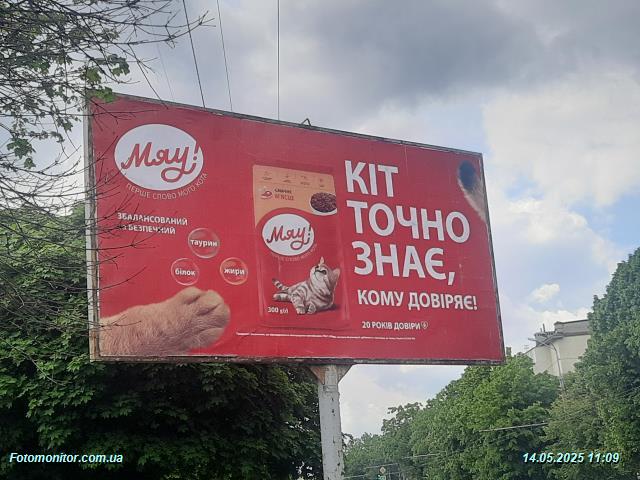 Мяу!
ПЕРШЕ СЛОВО МОГО КОТА
ЗБАЛАНСОВАНИЙ
БЕЗПЕЧНИЙ
таурин
білок
жири
Мяу!
300 g(г)
КІТ
ТОЧНО
ЗНАЄ,
КОМУ ДОВІРЯЄ!
20 РОКІВ ДОВІРИ
Fotomonitor.com.ua
14.05.2025 11:09